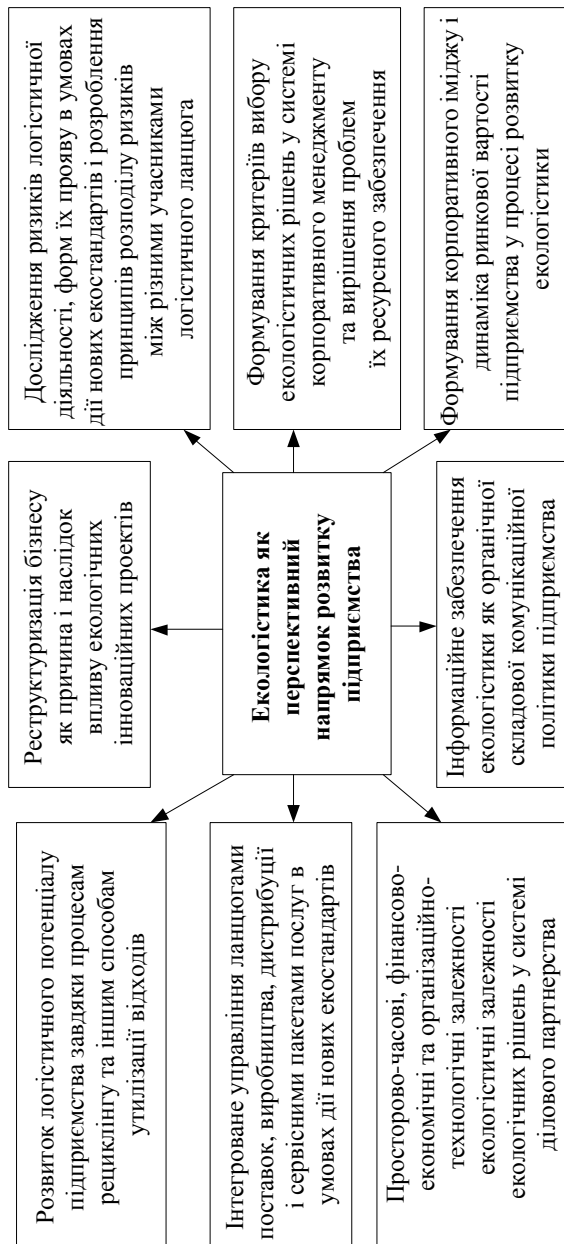 Розвиток логістичного потенціалу
підприємства завдяки процесам
рециклінгу та іншим способам
утилізації відходів
Реструктуризація бізнесу
як причина і наслідок
впливу екологічних
інноваційних проектів
Дослідження ризиків логістичної
діяльності, форм їх прояву в умовах
дії нових екостандартів і розроблення
принципів розподілу ризиків
між різними учасниками
логістичного ланцюга
Інтегроване управління ланцюгами
поставок, виробництва, дистрибуції
і сервісними пакетами послуг в
умовах дії нових екостандартів
Екологістика як
перспективний
напрямок розвитку
підприємства
Формування критеріїв вибору
екологістичних рішень у системі
корпоративного менеджменту
та вирішення проблем
їх ресурсного забезпечення
Просторово-часові, фінансово-
економічні та організаційно-
технологічні залежності
екологістичні залежності
екологічних рішень у системі
ділового партнерства
Інформаційне забезпечення
екологістики як органічної
складової комунікаційної
політики підприємства
Формування корпоративного іміджу і
динаміка ринкової вартості
підприємства у процесі розвитку
екологістики